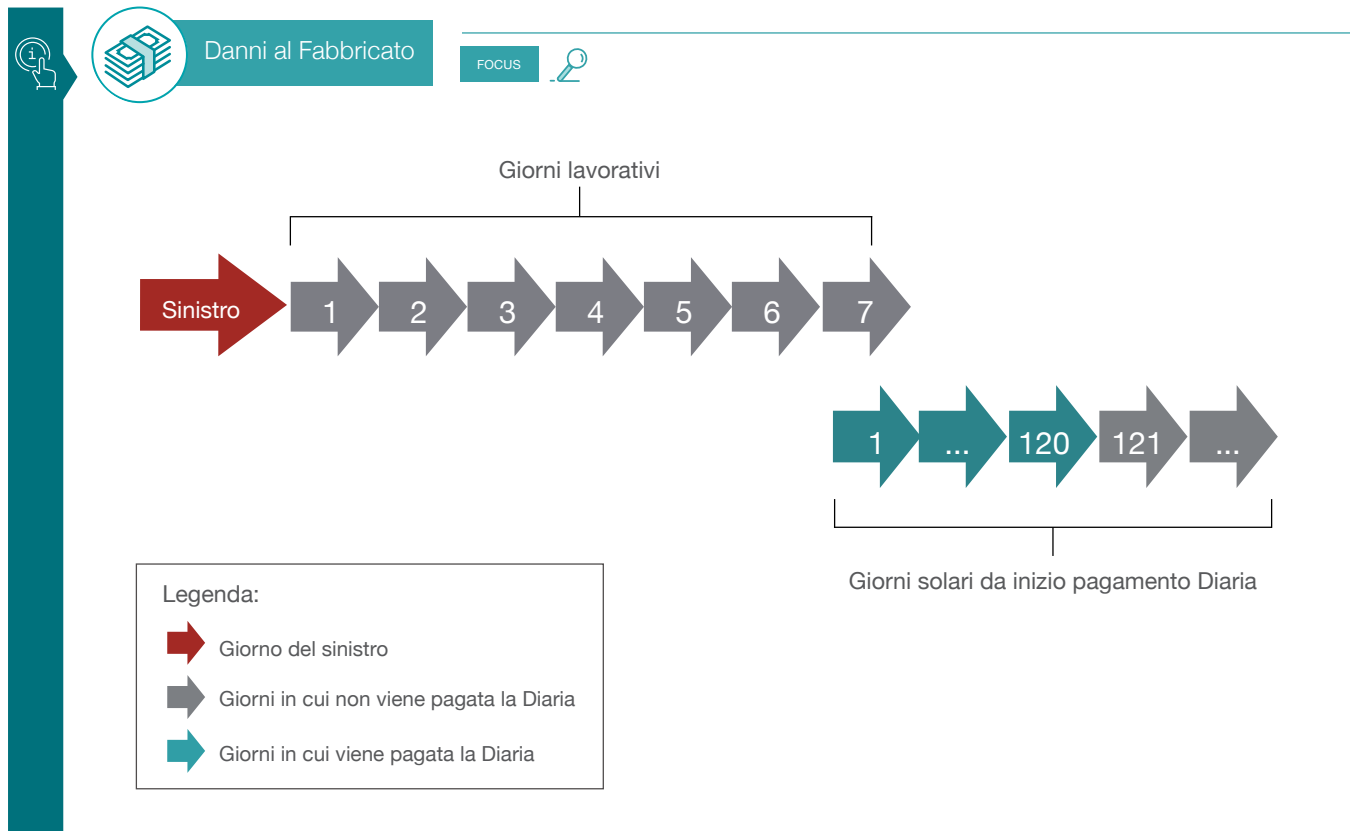 Danni al Fabbricato
FOCUS
Giorni lavorativi
Sinistro 1 2 3 4 5 6 7
1 ... 120 121 ...
Giorni solari da inizio pagamento Diaria
Legenda:
Giorno del sinistro
Giorni in cui non viene pagata la Diaria
Giorni in cui viene pagata la Diaria